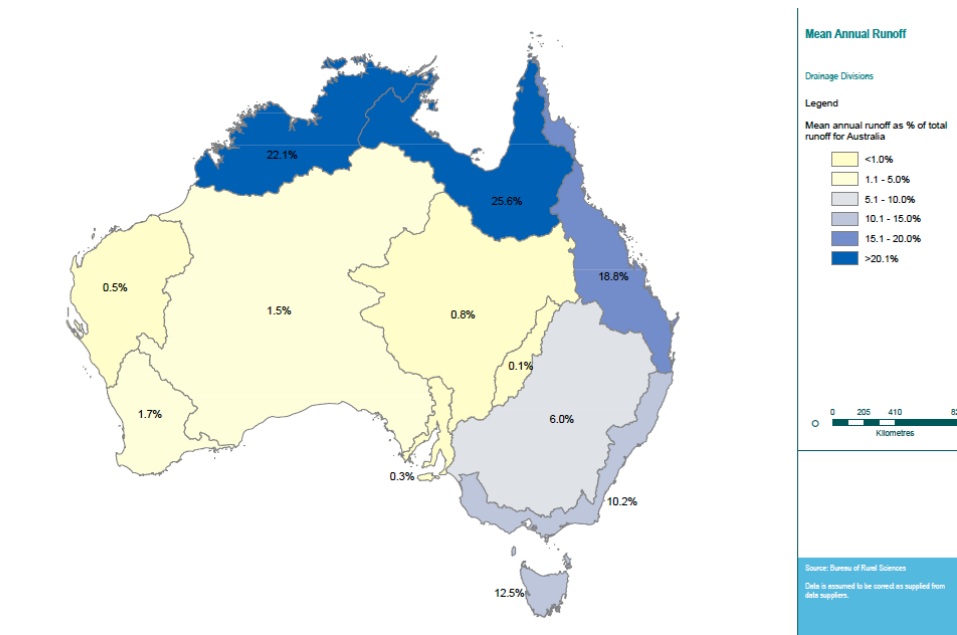 Mean Annual Runoff
Drainage Divisions
Legend
Mean annual runoff as % of total
runoff for Australia
<1.0%
1.1 - 5.0%
5.1 - 10.0%
10.1 - 15.0%
15.1 - 20.0%
>20.1%
22.1%
25.6%
18.8%
0.5%
1.5%
0.8%
0.1%
1.7%
6.0%
0.3%
10.2%
12.5%
0 205 410 82
Kilometres
Source: Bureau of Rural Sciences
Data is assumed to be correct as supplied from
data suppliers.